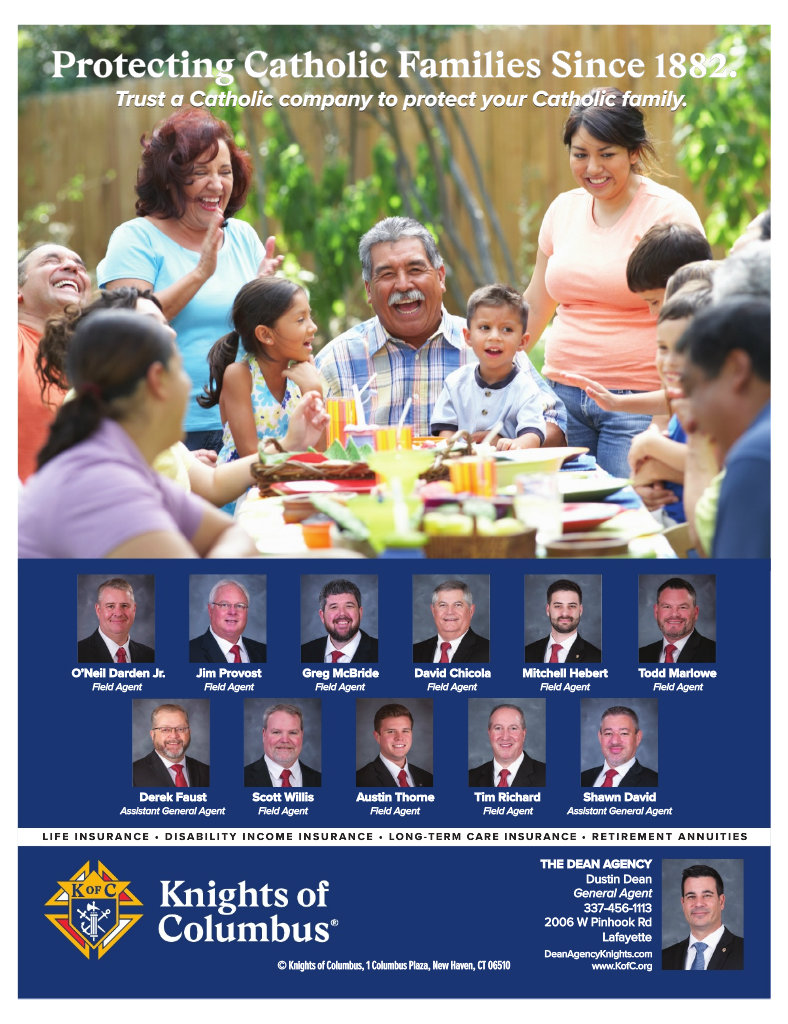 Protecting Catholic Families Since 1882.
Trust a Catholic company to protect your Catholic family.
O'Neil Darden Jr.
Field Agent
Jim Provost
Field Agent
Greg McBride
Field Agent
David Chicola
Field Agent
Mitchell Hebert
Field Agent
Todd Marlowe
Field Agent
Derek Faust
Assistant General Agent
Scott Willis
Field Agent
Austin Thorne
Field Agent
Tim Richard
Field Agent
Shawn David
Assistant General Agent
LIFE INSURANCE • DISABILITY INCOME INSURANCE • LONG-TERM CARE INSURANCE • RETIREMENT ANNUITIES
K OF C
Knights of
Columbus®
© Knights of Columbus, 1 Columbus Plaza, New Haven, CT 06510
THE DEAN AGENCY
Dustin Dean
General Agent
337-456-1113
2006 W Pinhook Rd
Lafayette
DeanAgencyKnights.com
www.KofC.org